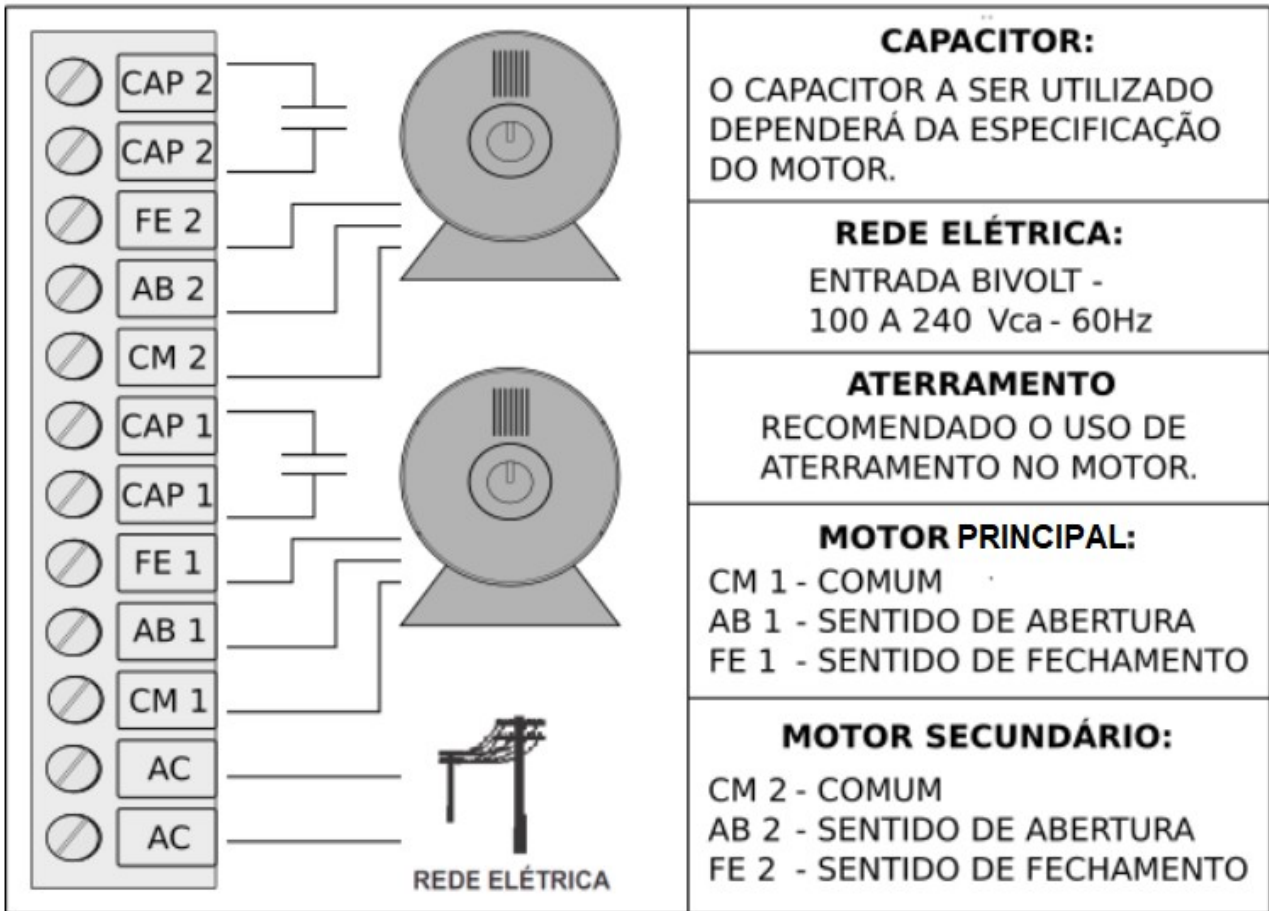 CAP 2
CAP 2
FE 2
AB 2
CM 2
CAP 1
CAP 1
FE 1
AB 1
CM 1
AC
AC
REDE ELÉTRICA
CAPACITOR:
O CAPACITOR A SER UTILIZADO
DEPENDERÁ DA ESPECIFICAÇÃO
DO MOTOR.
REDE ELÉTRICA:
ENTRADA BIVOLT -
100 A 240 Vca - 60Hz
ATERRAMENTO
RECOMENDADO O USO DE
ATERRAMENTO NO MOTOR.
MOTOR PRINCIPAL:
CM 1 - COMUM
AB 1 - SENTIDO DE ABERTURA
FE 1 - SENTIDO DE FECHAMENTO
MOTOR SECUNDÁRIO:
CM 2 - COMUM
AB 2 - SENTIDO DE ABERTURA
FE 2 - SENTIDO DE FECHAMENTO